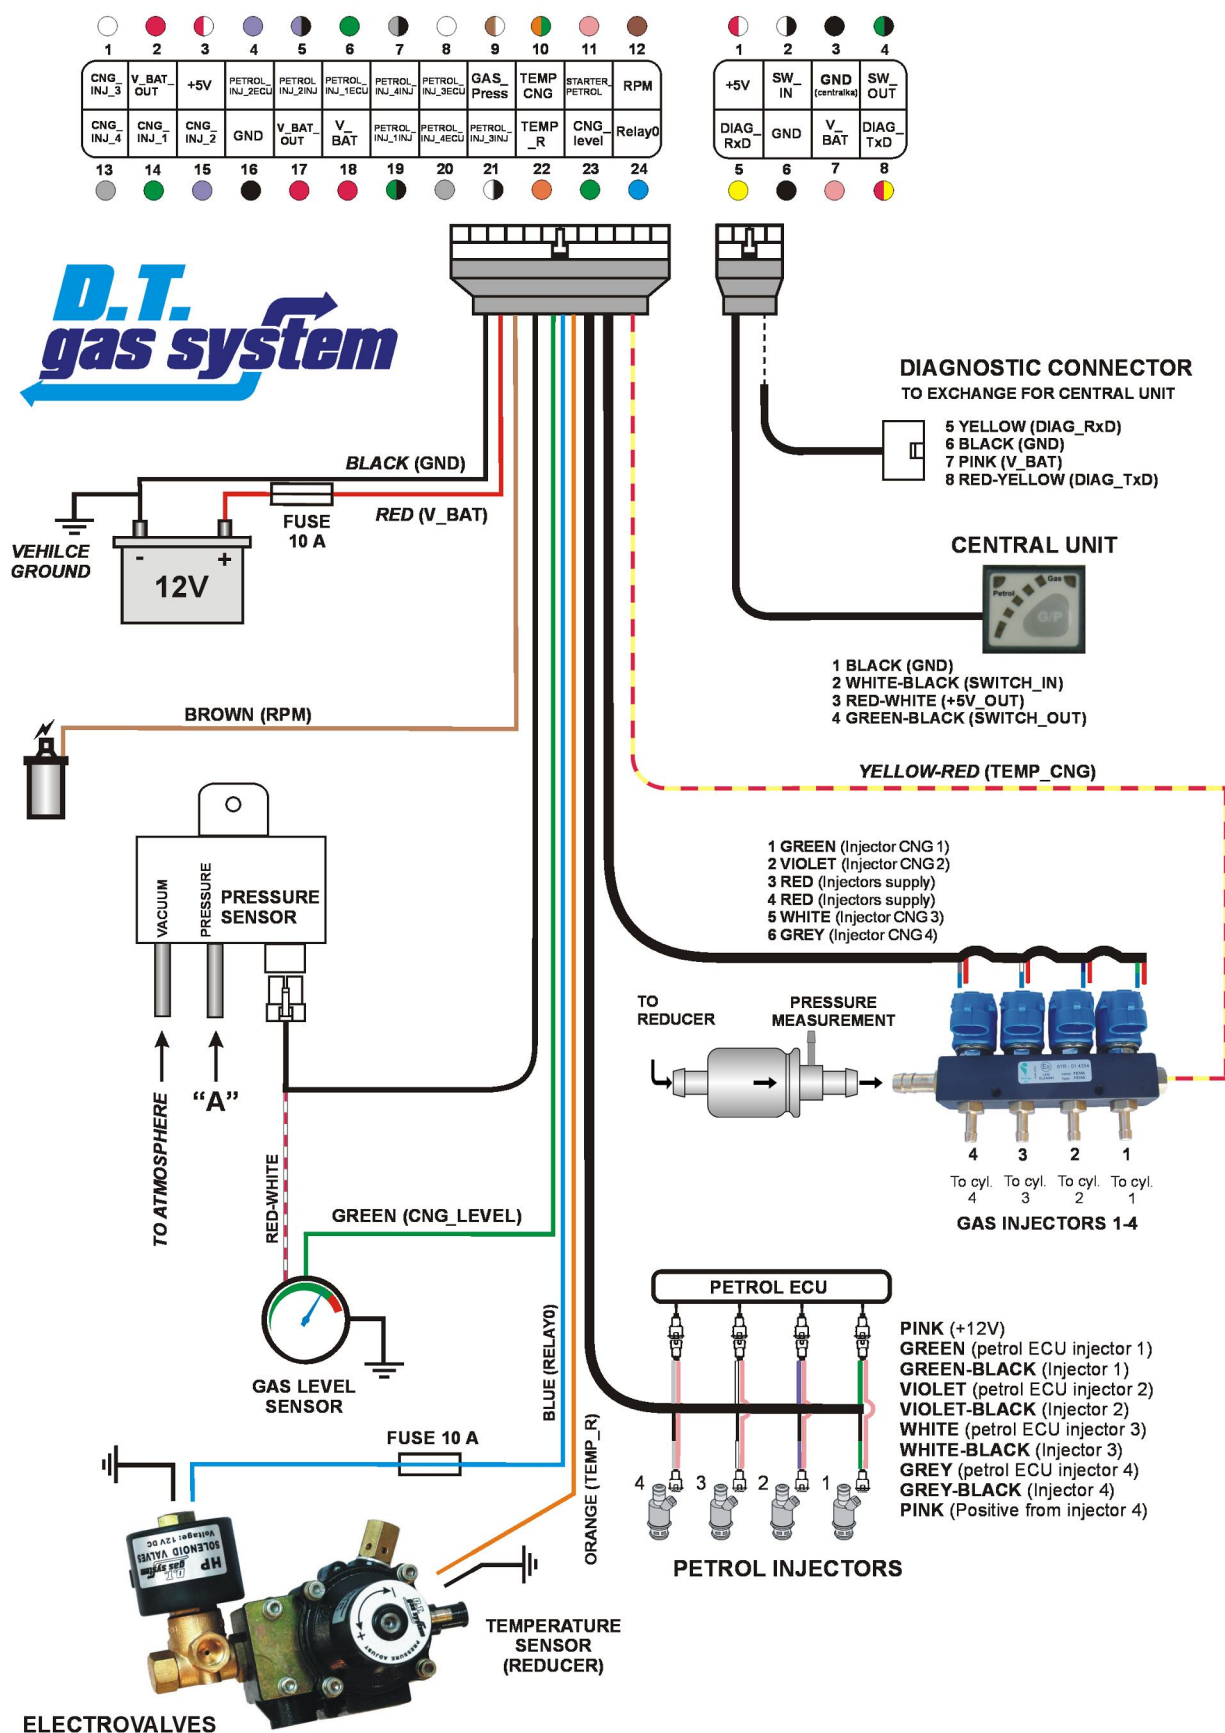 1 2 3 4 5 6 7 8 9 10 11 12
CNG_INJ_3 V_BAT_OUT +5V PETROL_INJ_2ECU PETROL_INJ_2INJ PETROL_INJ_1ECU PETROL_INJ_4INJ PETROL_INJ_3ECU GAS_Press TEMP CNG STARTER_PETROL RPM
CNG_INJ_4 CNG_INJ_1 CNG_INJ_2 GND V_BAT_OUT V_BAT PETROL_INJ_1INJ PETROL_INJ_4ECU PETROL_INJ_3INJ TEMP_R CNG_level Relay0
13 14 15 16 17 18 19 20 21 22 23 24
1 2 3 4
+5V SW_IN GND (centralka) SW_OUT
DIAG_RxD GND V_BAT DIAG_TxD
5 6 7 8
D.T.
gas system
DIAGNOSTIC CONNECTOR
TO EXCHANGE FOR CENTRAL UNIT
5 YELLOW (DIAG_RxD)
6 BLACK (GND)
7 PINK (V_BAT)
8 RED-YELLOW (DIAG_TxD)
BLACK (GND)
RED (V_BAT)
FUSE
10 A
VEHILCE
GROUND
- +
12V
CENTRAL UNIT
Gas
Petrol
G/P
1 BLACK (GND)
2 WHITE-BLACK (SWITCH_IN)
3 RED-WHITE (+5V_OUT)
4 GREEN-BLACK (SWITCH_OUT)
BROWN (RPM)
YELLOW-RED (TEMP_CNG)
VACUUM
PRESSURE
PRESSURE
SENSOR
1 GREEN (Injector CNG 1)
2 VIOLET (Injector CNG 2)
3 RED (Injectors supply)
4 RED (Injectors supply)
5 WHITE (Injector CNG 3)
6 GREY (Injector CNG 4)
TO
REDUCER
PRESSURE
MEASUREMENT
TO ATMOSPHERE
“A”
4 3 2 1
To cyl. 4
To cyl. 3
To cyl. 2
To cyl. 1
GAS INJECTORS 1-4
RED-WHITE
GREEN (CNG_LEVEL)
GAS LEVEL
SENSOR
BLUE (RELAY0)
ORANGE (TEMP_R)
PETROL ECU
PINK (+12V)
GREEN (petrol ECU injector 1)
GREEN-BLACK (Injector 1)
VIOLET (petrol ECU injector 2)
VIOLET-BLACK (Injector 2)
WHITE (petrol ECU injector 3)
WHITE-BLACK (Injector 3)
GREY (petrol ECU injector 4)
GREY-BLACK (Injector 4)
PINK (Positive from injector 4)
4 3 2 1
PETROL INJECTORS
FUSE 10 A
HP
SOLENOID VALVES
Voltage: 12V DC
D.T.
gas system
D.T.
gas system
PRESSURE ADJUST
- +
TEMPERATURE
SENSOR
(REDUCER)
ELECTROVALVES